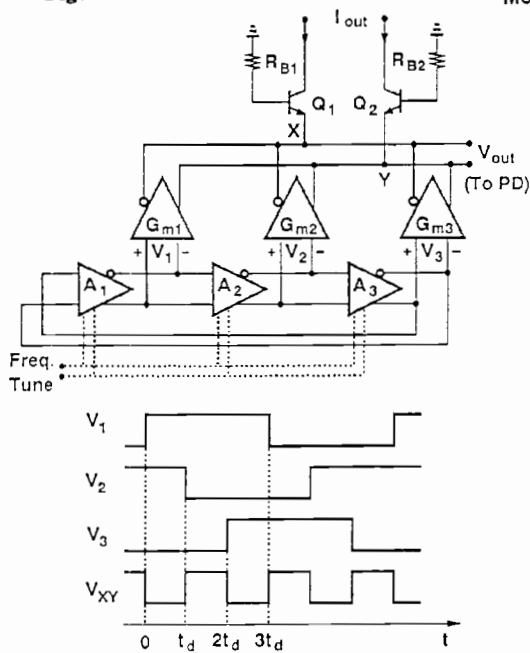 I out
R B1
R B2
Q 1
Q 2
X
V out
Y
(To PD)
G m1
G m2
G m3
+ V 1 −
+ V 2 −
+ V 3 −
A 1
A 2
A 3
Freq.
Tune
V 1
V 2
V 3
V XY
0 t d 2t d 3t d t